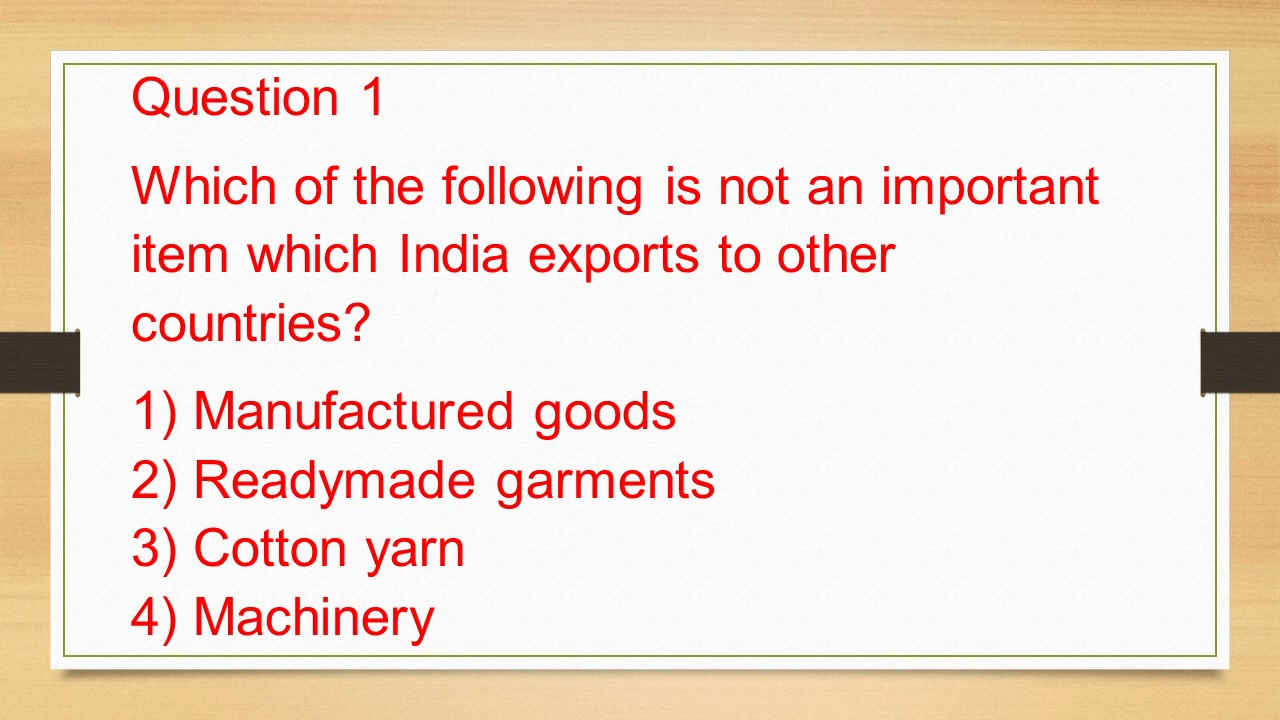 Question 1
Which of the following is not an important
item which India exports to other
countries?
1) Manufactured goods
2) Readymade garments
3) Cotton yarn
4) Machinery